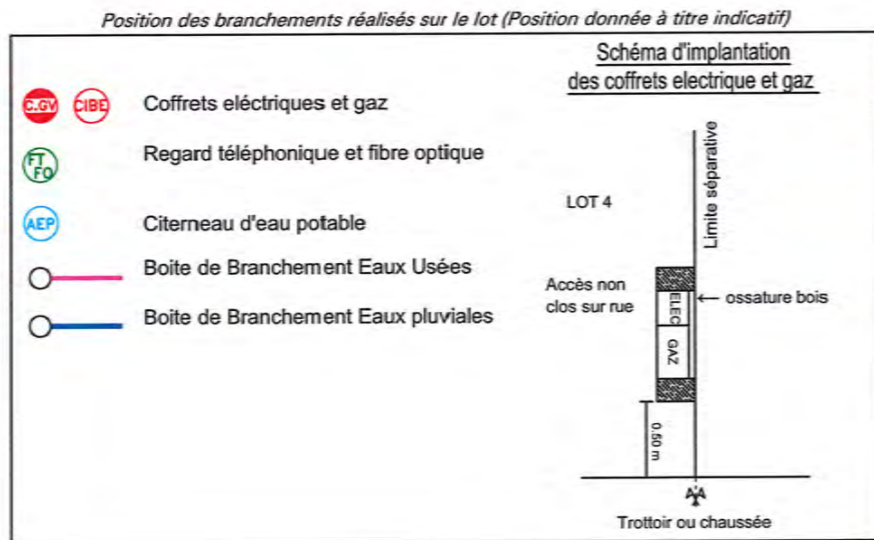 Position des branchements réalisés sur le lot (Position donnée à titre indicatif)
C.GV CIBE Coffrets eléctriques et gaz
FT FO Regard téléphonique et fibre optique
AEP Citerneau d'eau potable
Boite de Branchement Eaux Usées
Boite de Branchement Eaux pluviales
Schéma d'implantation
des coffrets electrique et gaz
LOT 4
Limite séparative
Accès non
clos sur rue
ELEC
ossature bois
GAZ
0.50 m
Trottoir ou chaussée